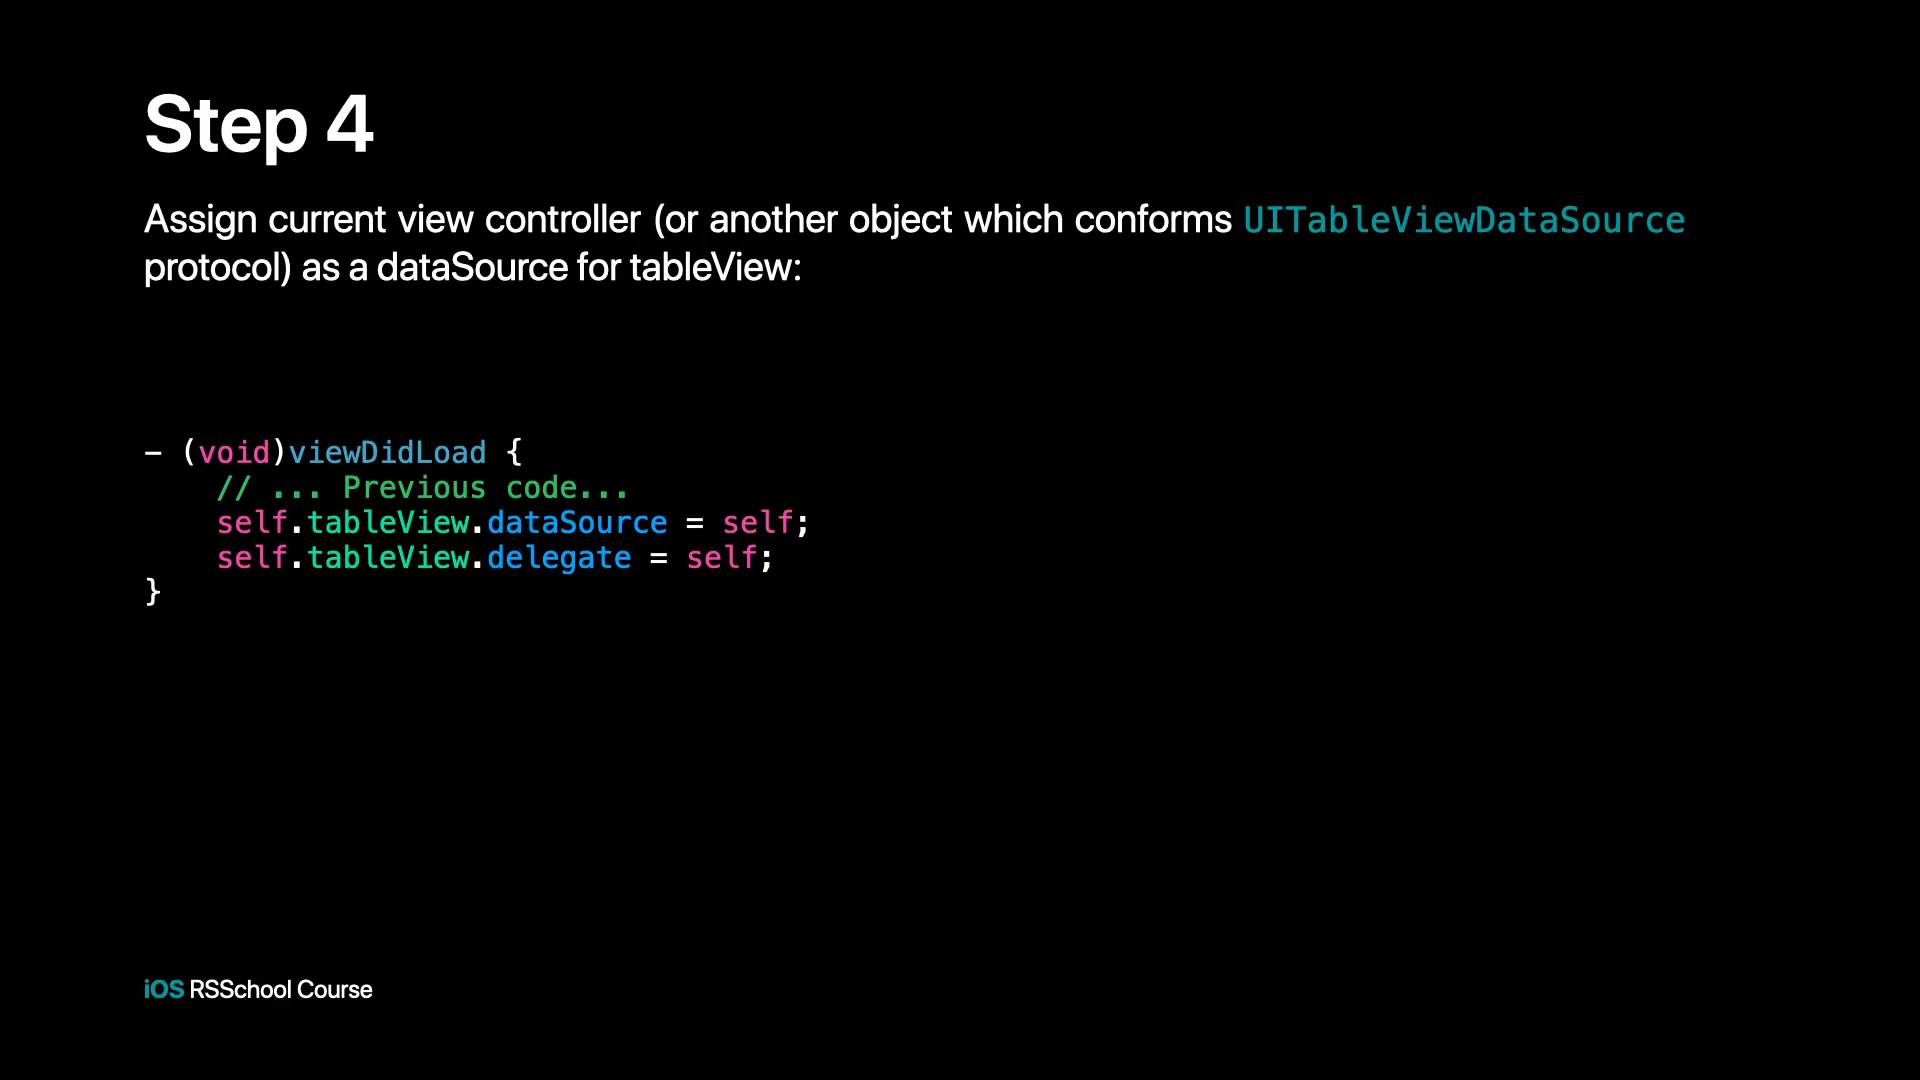 Step 4
Assign current view controller (or another object which conforms UITableViewDataSource
protocol) as a dataSource for tableView:
- (void)viewDidLoad {
    // ... Previous code...
    self.tableView.dataSource = self;
    self.tableView.delegate = self;
}
iOS RSSchool Course